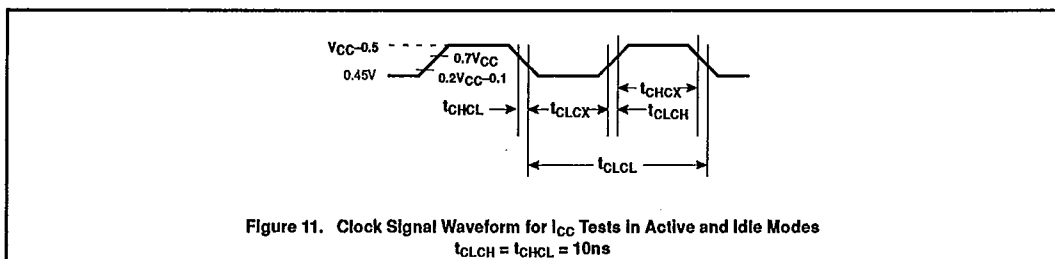 VCC–0.5
0.7VCC
0.45V
0.2VCC–0.1
tCHCX
tCHCL
tCLCX
tCLCH
tCLCL
Figure 11. Clock Signal Waveform for ICC Tests in Active and Idle Modes
tCLCH = tCHCL = 10ns